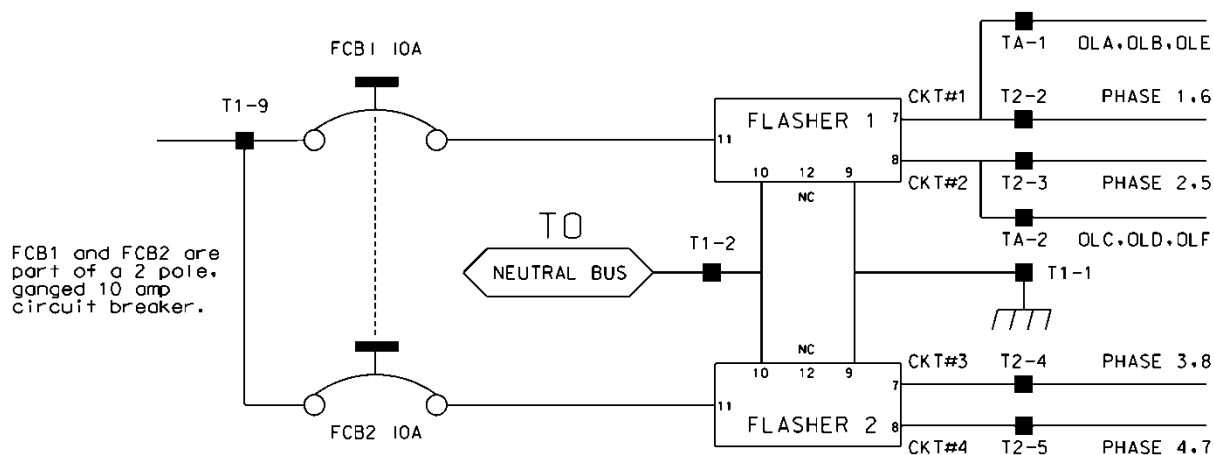 FCB1 10A
TA-1 OLA,OLB,OLE
T1-9
CKT#1 T2-2 PHASE 1,6
7
FLASHER 1
11
8
10 12 9
NC
CKT#2 T2-3 PHASE 2,5
TO
NEUTRAL BUS
T1-2
TA-2 OLC,OLD,OLF
T1-1
FCB1 and FCB2 are
part of a 2 pole,
ganged 10 amp
circuit breaker.
NC
10 12 9
CKT#3 T2-4 PHASE 3,8
7
11
FLASHER 2
8
FCB2 10A
CKT#4 T2-5 PHASE 4,7